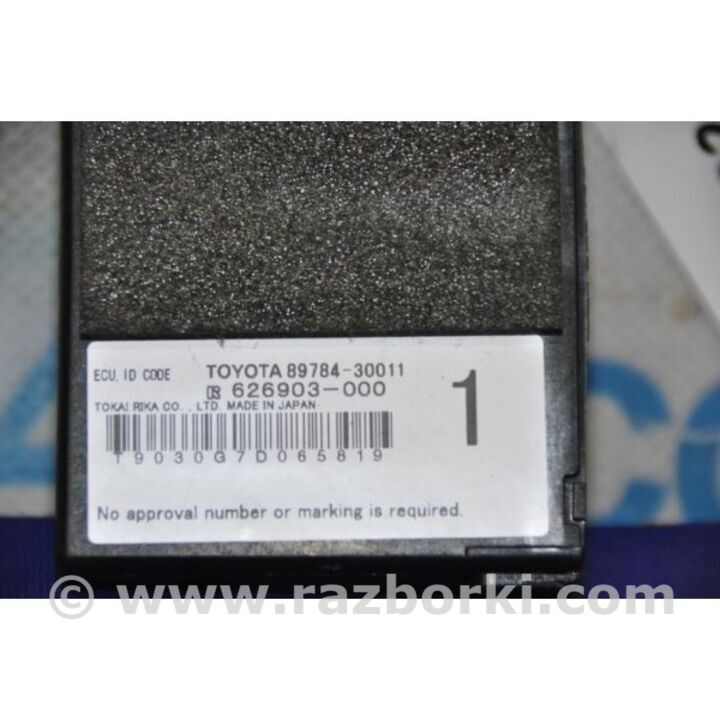 ECU, ID CODE TOYOTA 89784-30011
626903-000
TOKAI RIKA CO. , LTD. MADE IN JAPAN
1
T9030G7D065819
No approval number or marking is required.
© www.razborki.com